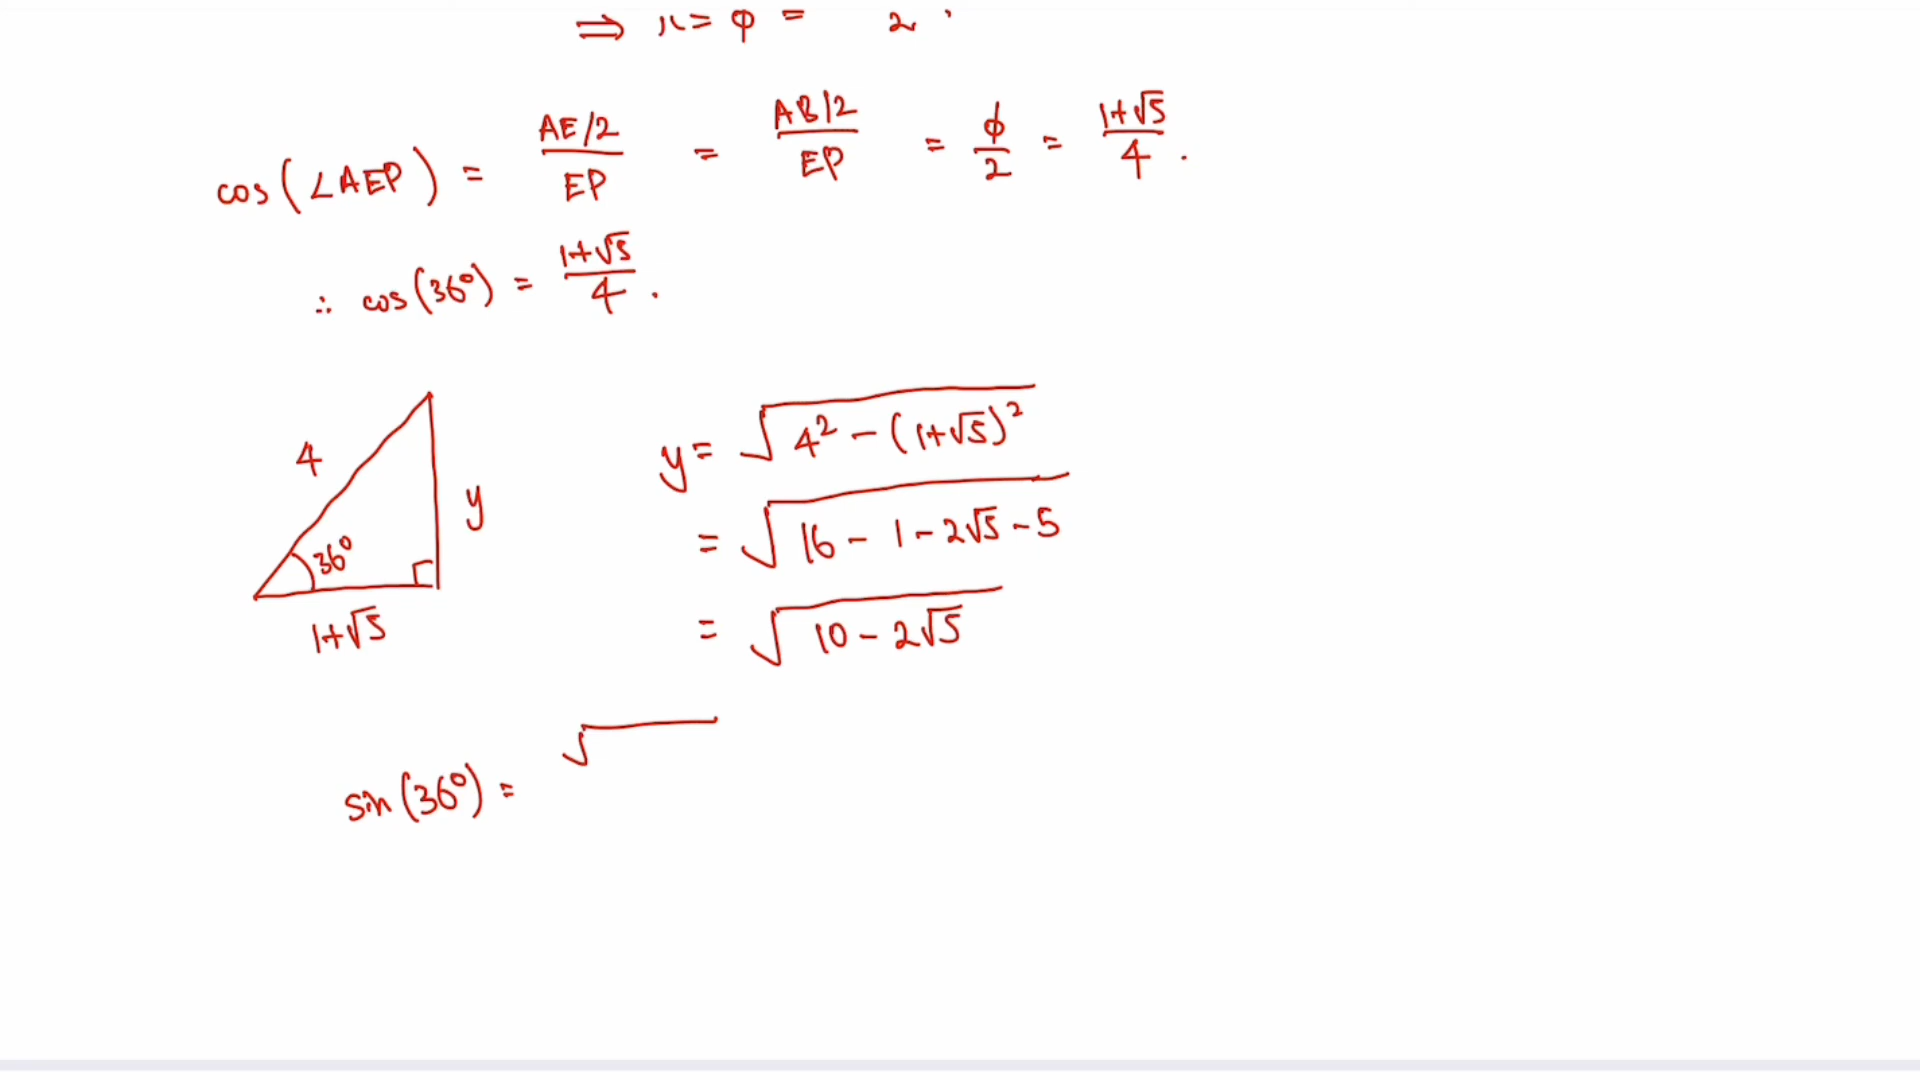 ⇒ x = φ = 2 .
cos(∠AEP) = AE/2 / EP = AB/2 / EP = φ/2 = 1+√5 / 4 .
∴ cos(36°) = 1+√5 / 4 .
4
y
36°
1+√5
y = √(4² − (1+√5)²)
= √(16 − 1 − 2√5 − 5)
= √(10 − 2√5)
sin(36°) = √